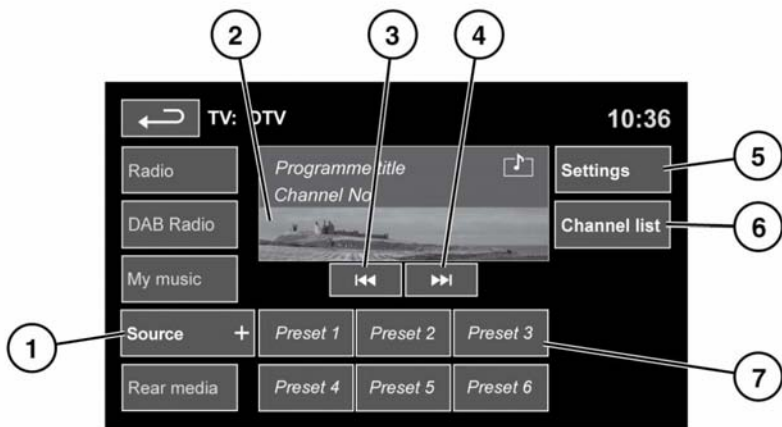 2
3
4
TV: DTV
10:36
Radio
Programme title
Settings
5
Channel No
DAB Radio
Channel list
6
My music
1
Source +
Preset 1
Preset 2
Preset 3
Rear media
Preset 4
Preset 5
Preset 6
7